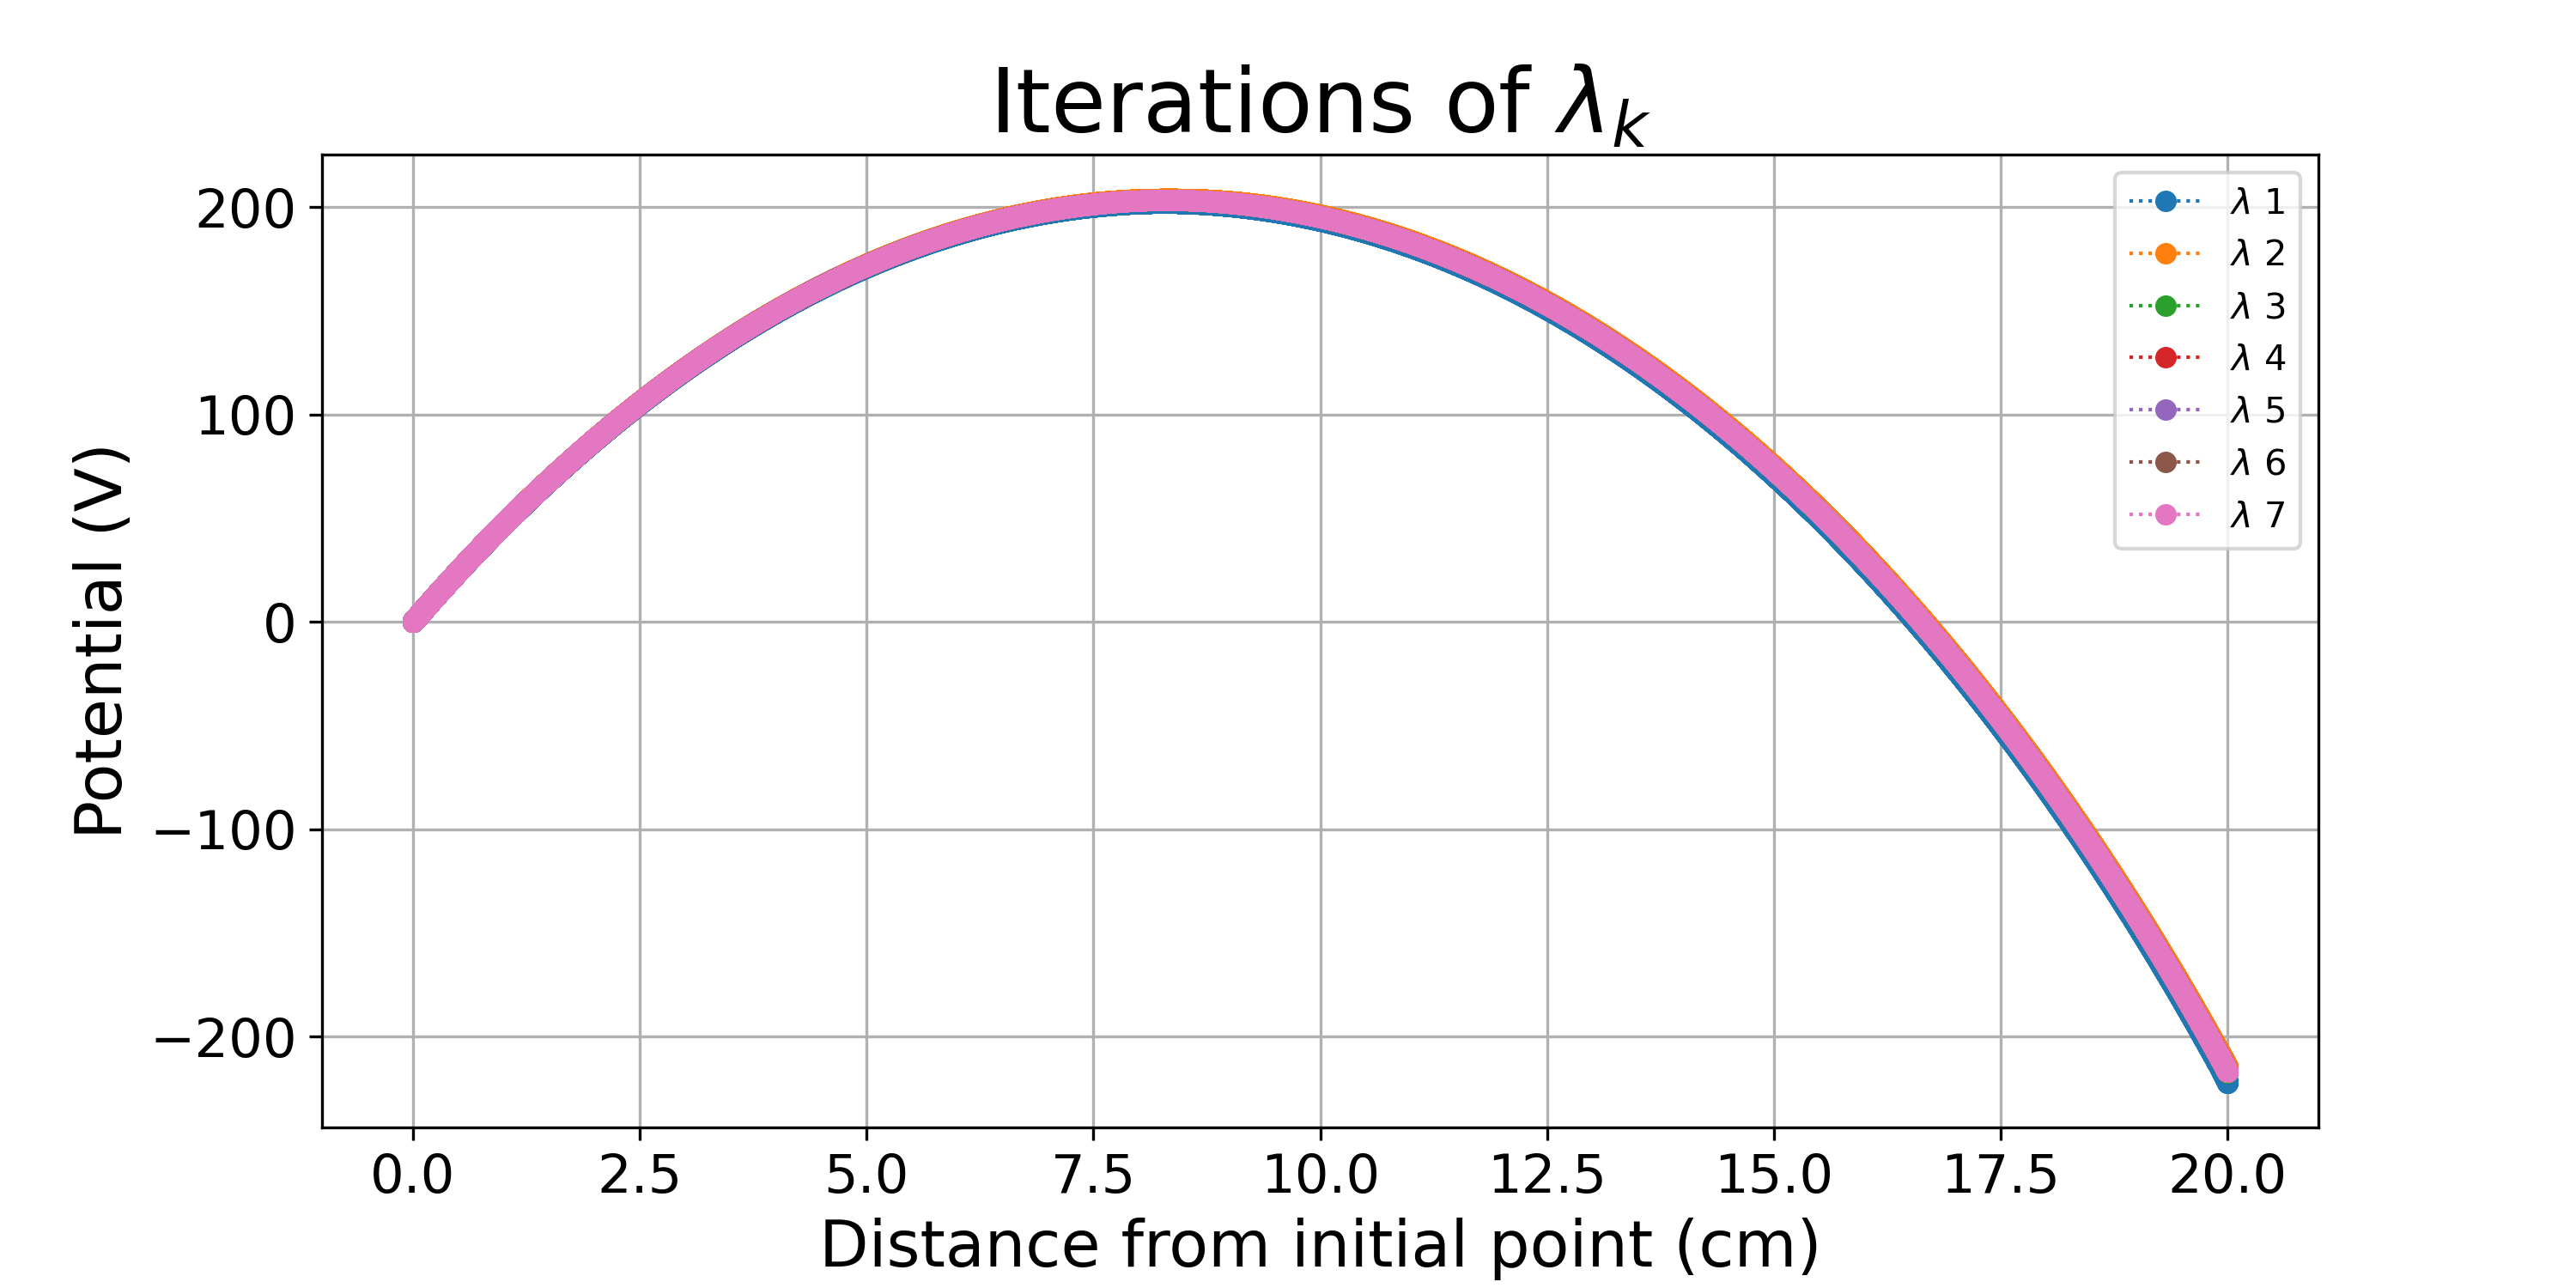 Iterations of λk
200
100
0
−100
−200
Potential (V)
λ 1
λ 2
λ 3
λ 4
λ 5
λ 6
λ 7
0.0 2.5 5.0 7.5 10.0 12.5 15.0 17.5 20.0
Distance from initial point (cm)